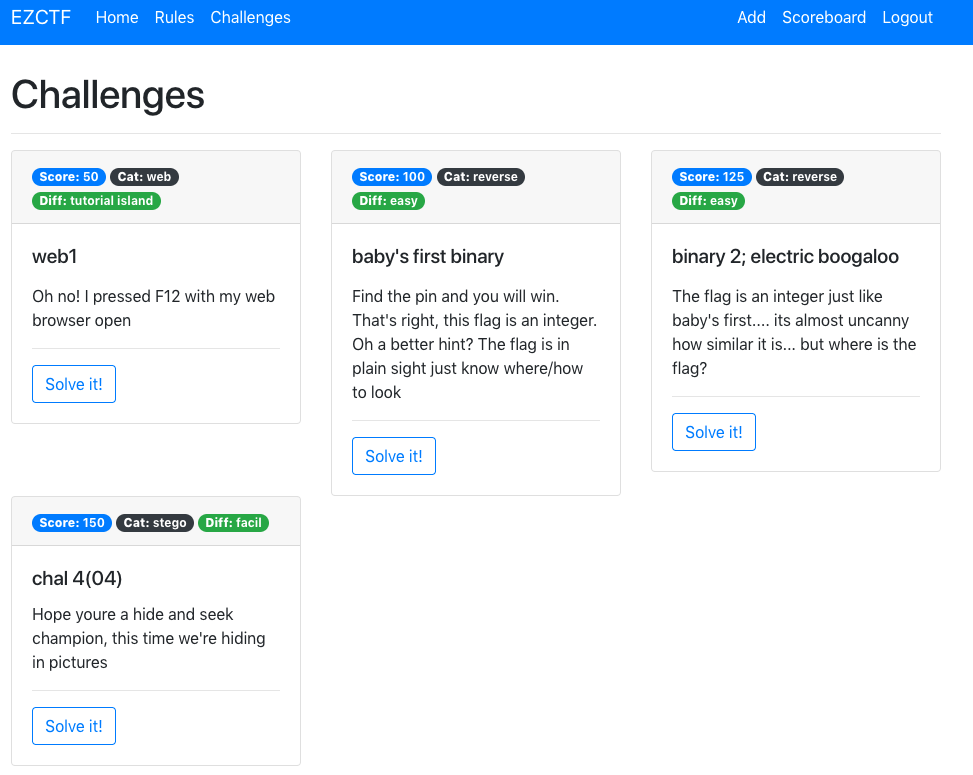 EZCTF Home Rules Challenges Add Scoreboard Logout
Challenges
Score: 50 Cat: web
Diff: tutorial island
web1
Oh no! I pressed F12 with my web
browser open
Solve it!
Score: 100 Cat: reverse
Diff: easy
baby's first binary
Find the pin and you will win.
That's right, this flag is an integer.
Oh a better hint? The flag is in
plain sight just know where/how
to look
Solve it!
Score: 125 Cat: reverse
Diff: easy
binary 2; electric boogaloo
The flag is an integer just like
baby's first.... its almost uncanny
how similar it is... but where is the
flag?
Solve it!
Score: 150 Cat: stego Diff: facil
chal 4(04)
Hope youre a hide and seek
champion, this time we're hiding
in pictures
Solve it!